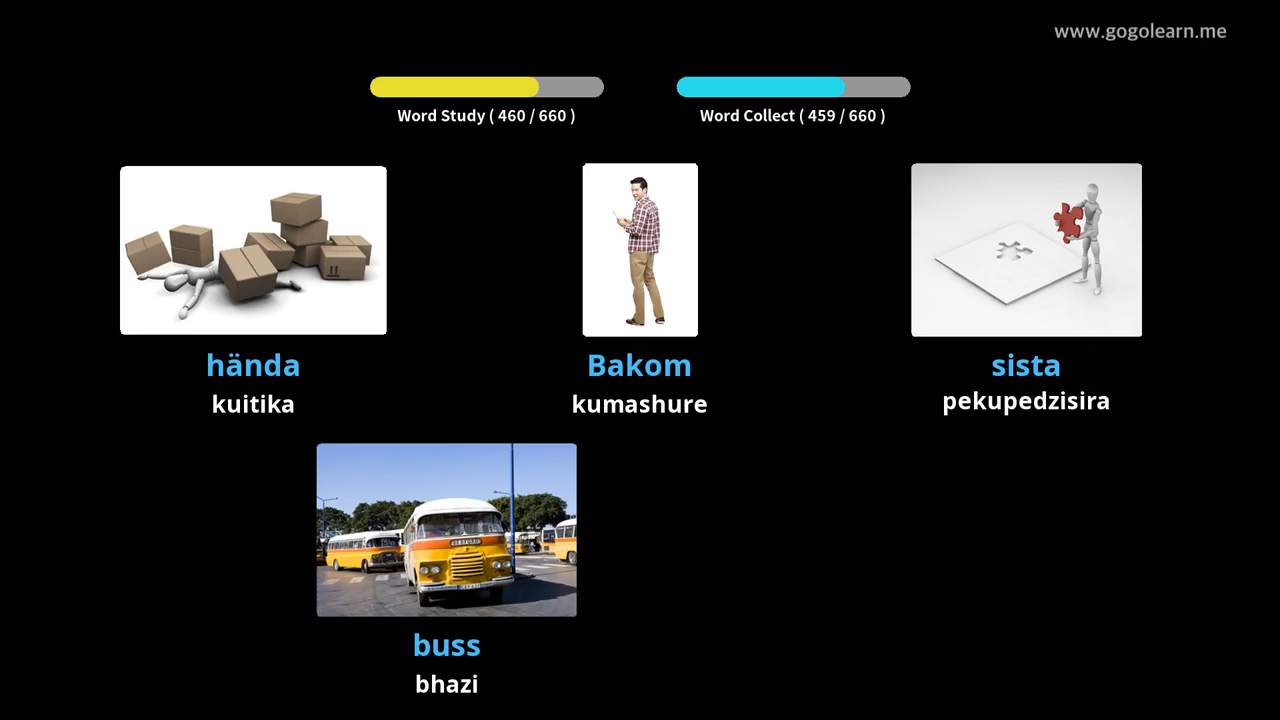 www.gogolearn.me
Word Study ( 460 / 660 )
Word Collect ( 459 / 660 )
hända
kuitika
Bakom
kumashure
sista
pekupedzisira
buss
bhazi